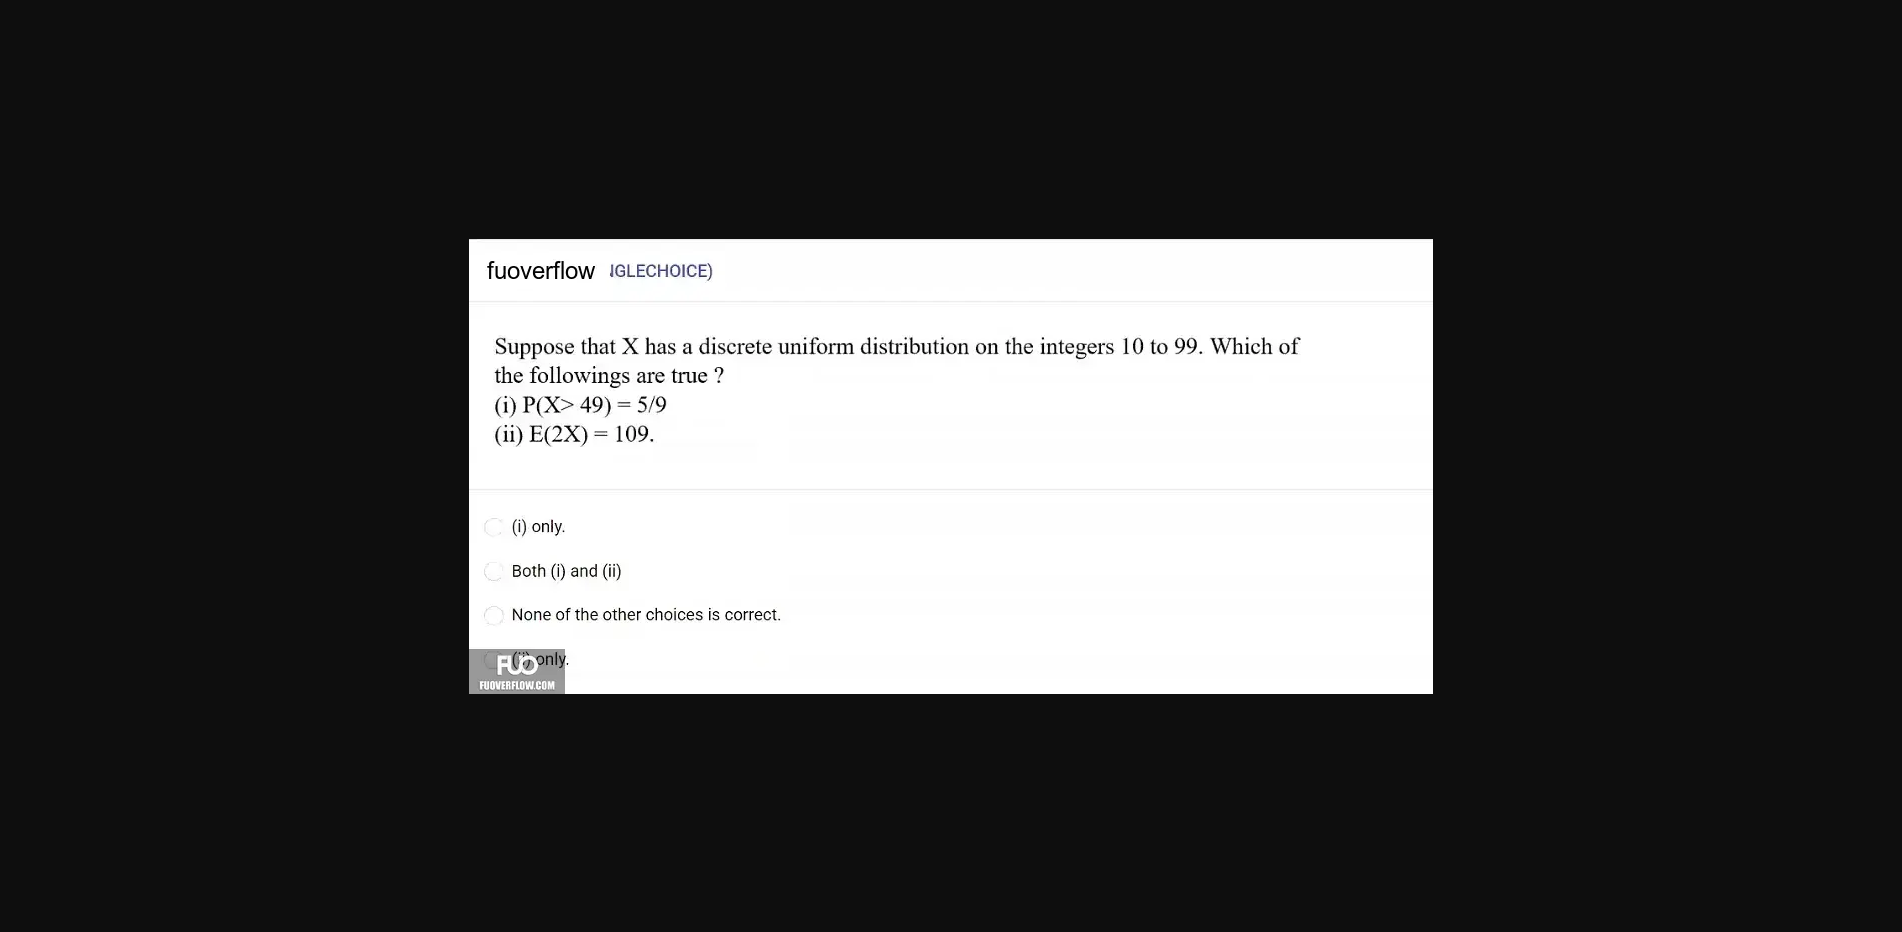 fuoverflow IGLECHOICE)
Suppose that X has a discrete uniform distribution on the integers 10 to 99. Which of
the followings are true ?
(i) P(X> 49) = 5/9
(ii) E(2X) = 109.
(i) only.
Both (i) and (ii)
None of the other choices is correct.
(ii) only.
FUO
FUOVERFLOW.COM